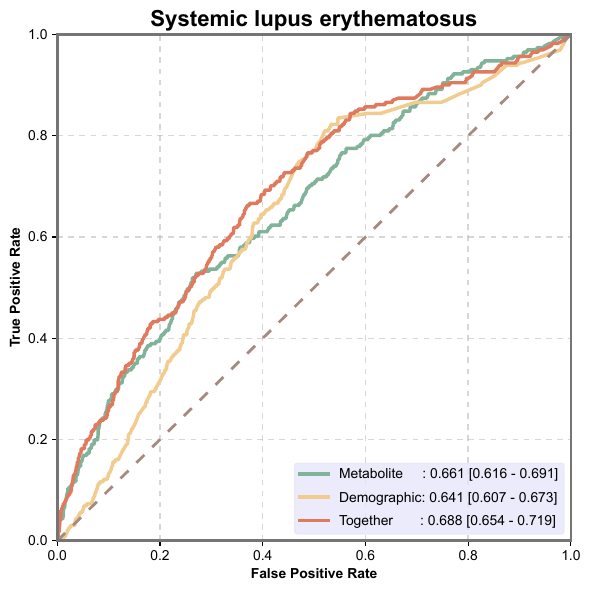 Systemic lupus erythematosus
1.0
0.8
0.6
0.4
0.2
0.0
True Positive Rate
Metabolite : 0.661 [0.616 - 0.691]
Demographic: 0.641 [0.607 - 0.673]
Together : 0.688 [0.654 - 0.719]
0.0 0.2 0.4 0.6 0.8 1.0
False Positive Rate